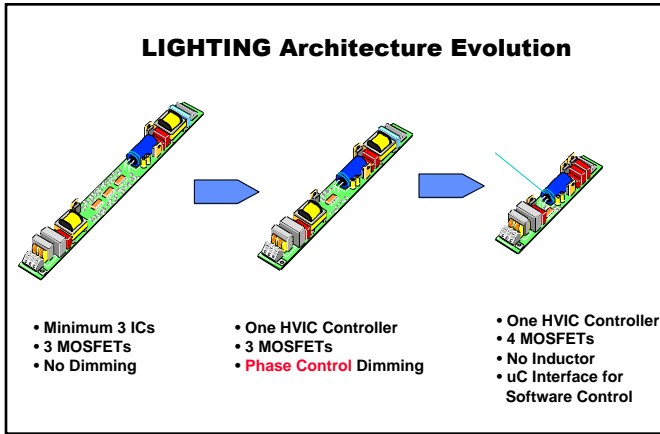 LIGHTING Architecture Evolution
• Minimum 3 ICs
• 3 MOSFETs
• No Dimming
• One HVIC Controller
• 3 MOSFETs
• Phase Control Dimming
• One HVIC Controller
• 4 MOSFETs
• No Inductor
• uC Interface for
Software Control